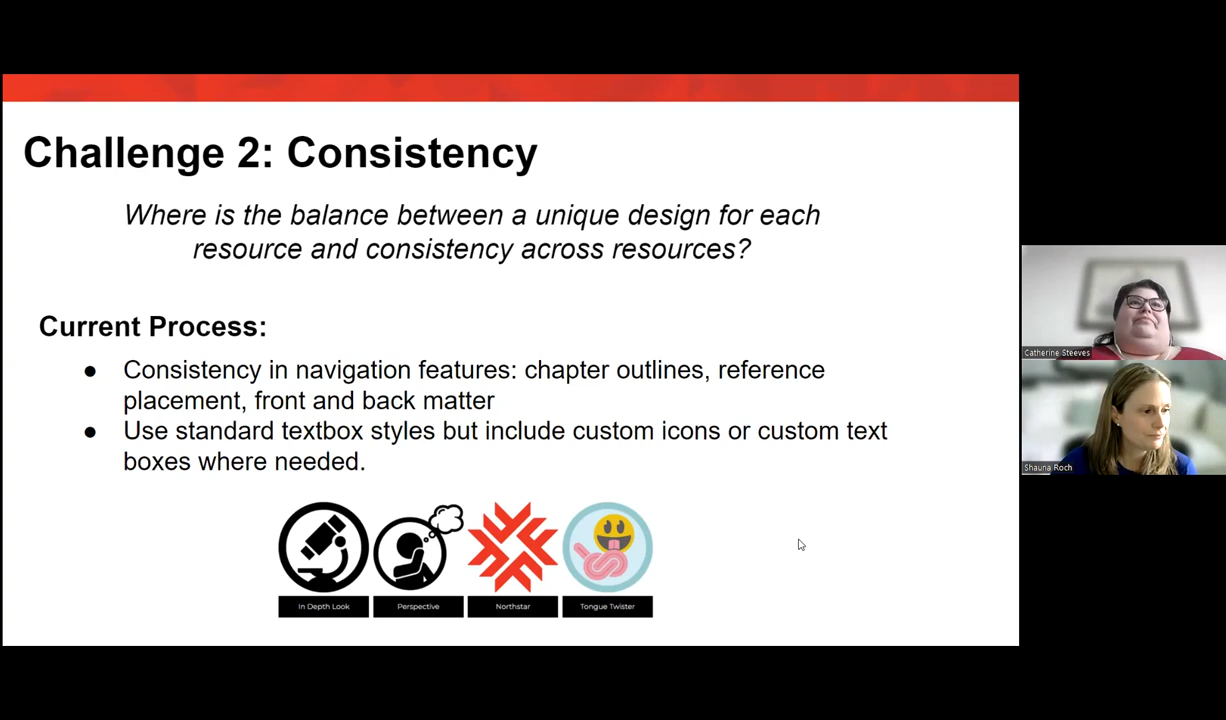 Challenge 2: Consistency
Where is the balance between a unique design for each
resource and consistency across resources?
Current Process:
● Consistency in navigation features: chapter outlines, reference
placement, front and back matter
● Use standard textbox styles but include custom icons or custom text
boxes where needed.
In Depth Look
Perspective
Northstar
Tongue Twister
Catherine Steeves
Shauna Roch